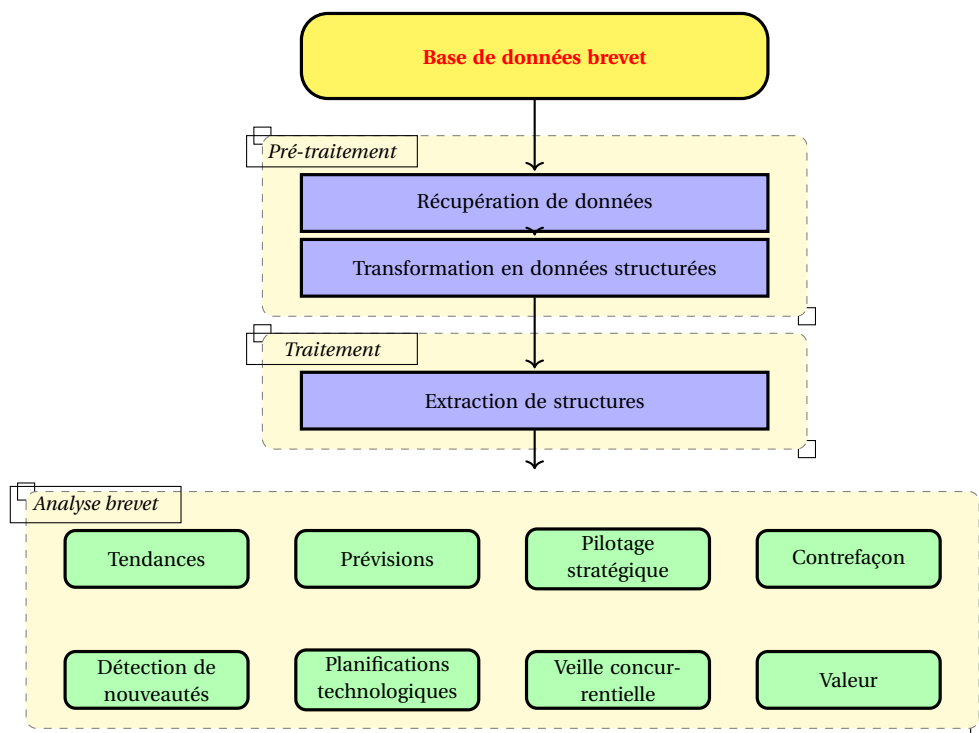 Base de données brevet
Pré-traitement
Récupération de données
Transformation en données structurées
Traitement
Extraction de structures
Analyse brevet
Tendances
Prévisions
Pilotage
stratégique
Contrefaçon
Détection de
nouveautés
Planifications
technologiques
Veille concur-
rentielle
Valeur